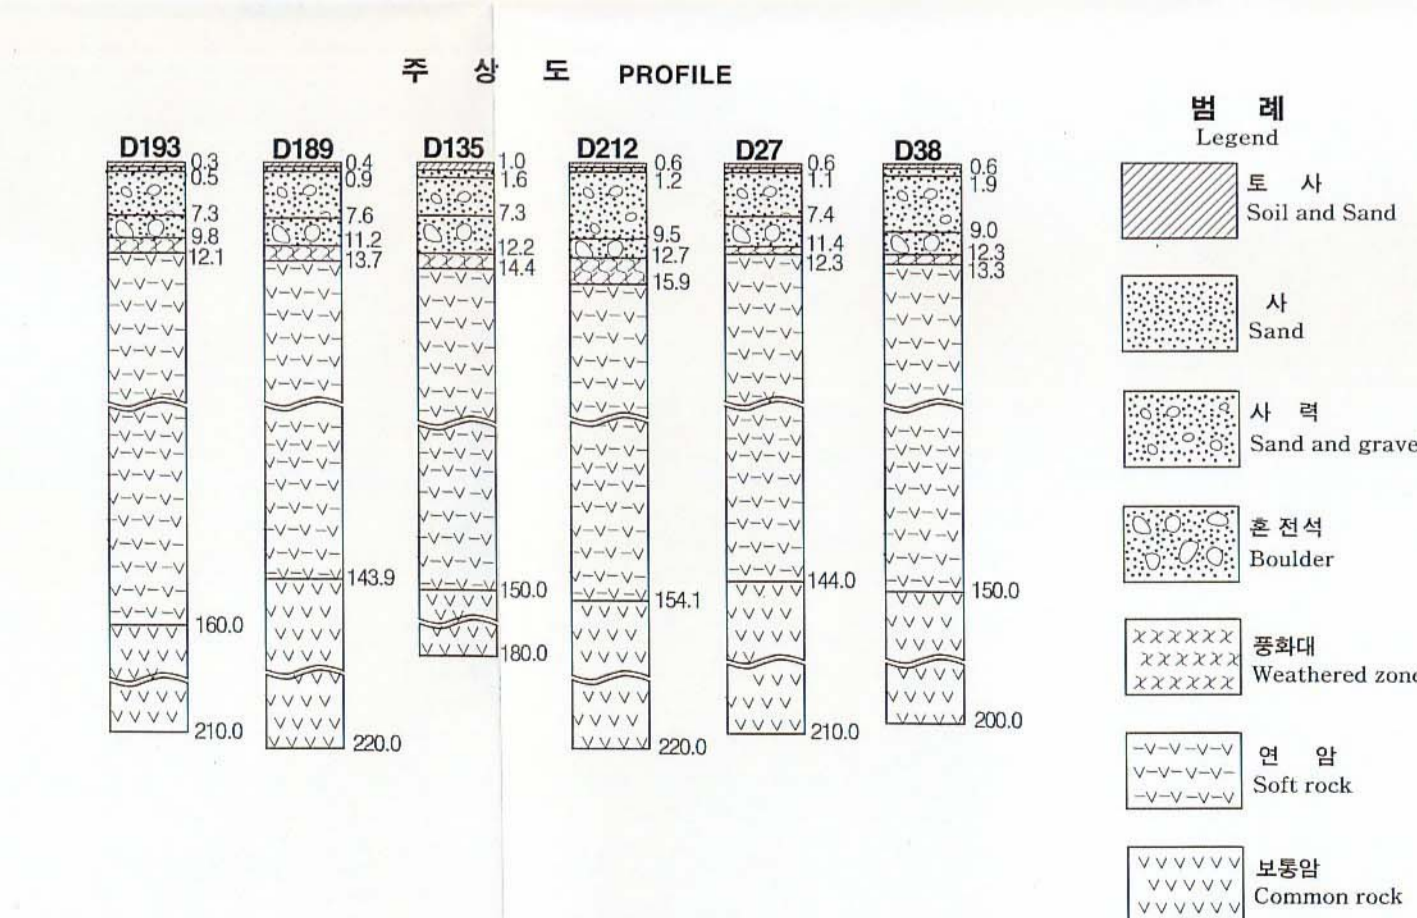 주 상 도 PROFILE
D193
0.3
0.5
7.3
9.8
12.1
160.0
210.0
D189
0.4
0.9
7.6
11.2
13.7
143.9
220.0
D135
1.0
1.6
7.3
12.2
14.4
150.0
180.0
D212
0.6
1.2
9.5
12.7
15.9
154.1
220.0
D27
0.6
1.1
7.4
11.4
12.3
144.0
210.0
D38
0.6
1.9
9.0
12.3
13.3
150.0
200.0
범 례
Legend
토 사
Soil and Sand
사
Sand
사 력
Sand and grave
혼 전석
Boulder
풍화대
Weathered zone
연 암
Soft rock
보통암
Common rock